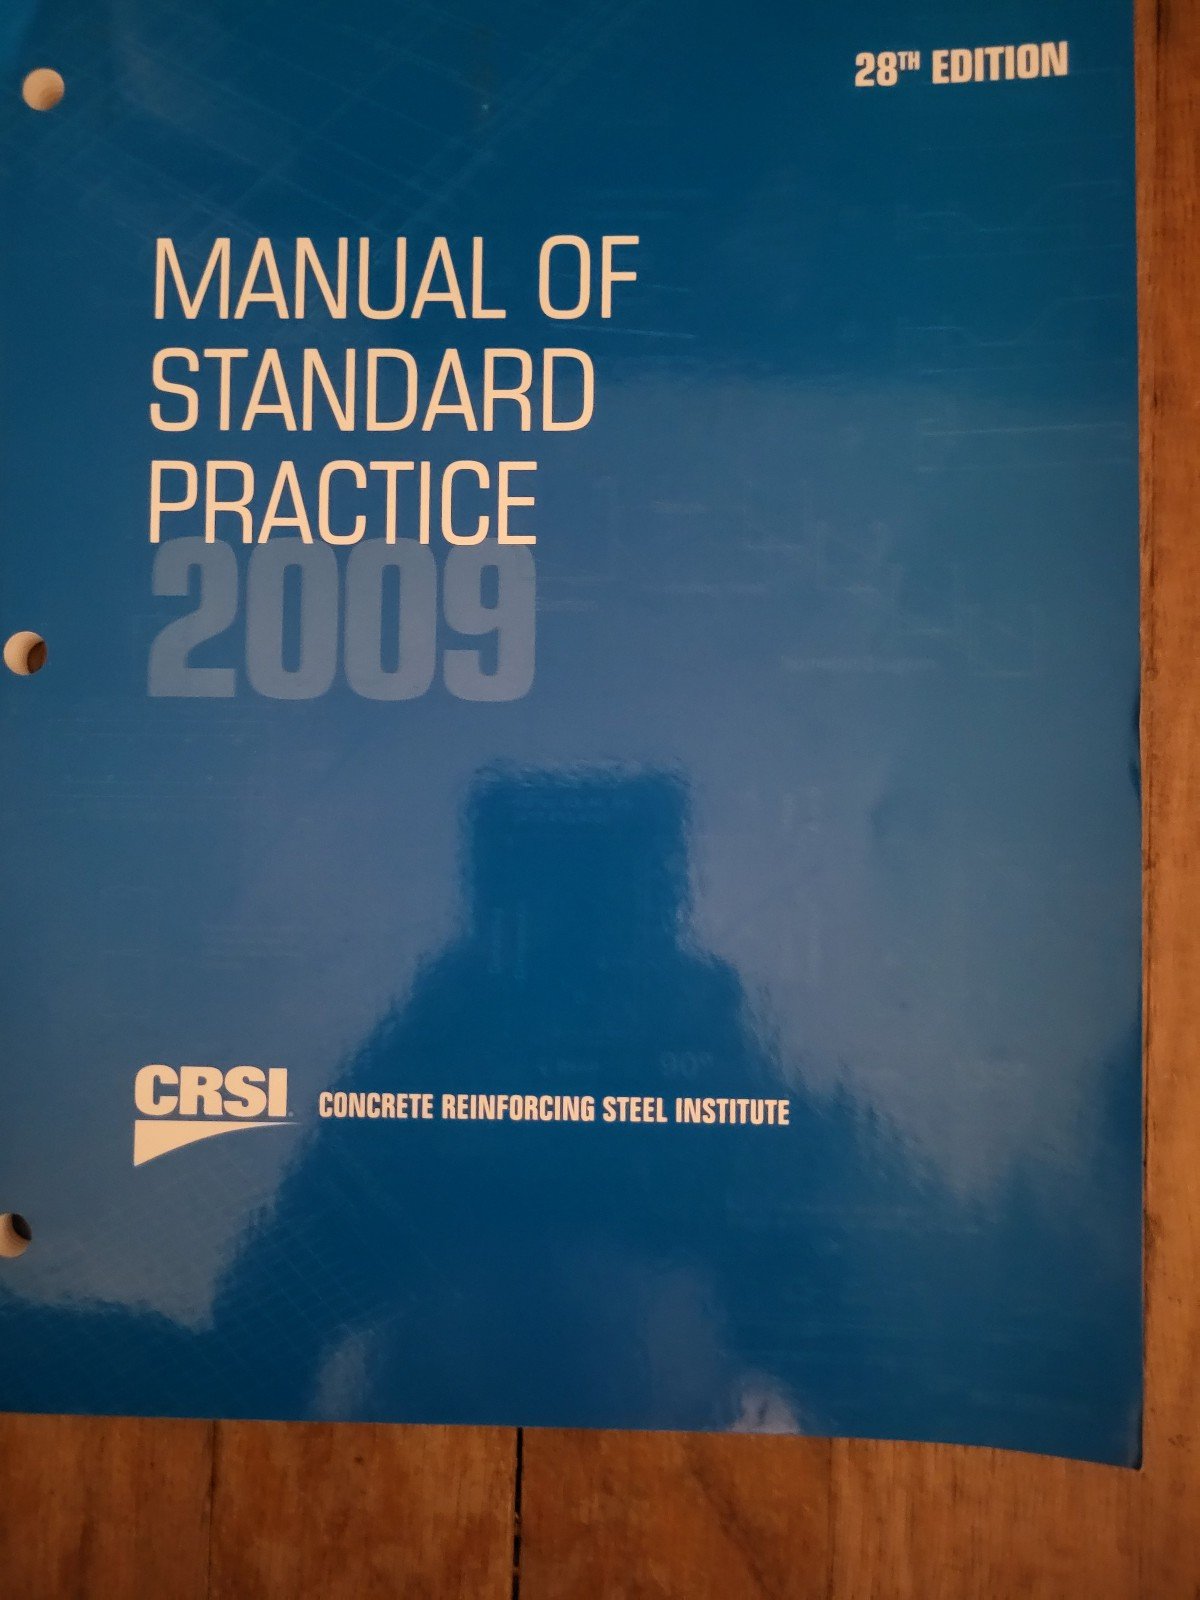 28TH EDITION
MANUAL OF
STANDARD
PRACTICE
2009
CRSI
CONCRETE REINFORCING STEEL INSTITUTE